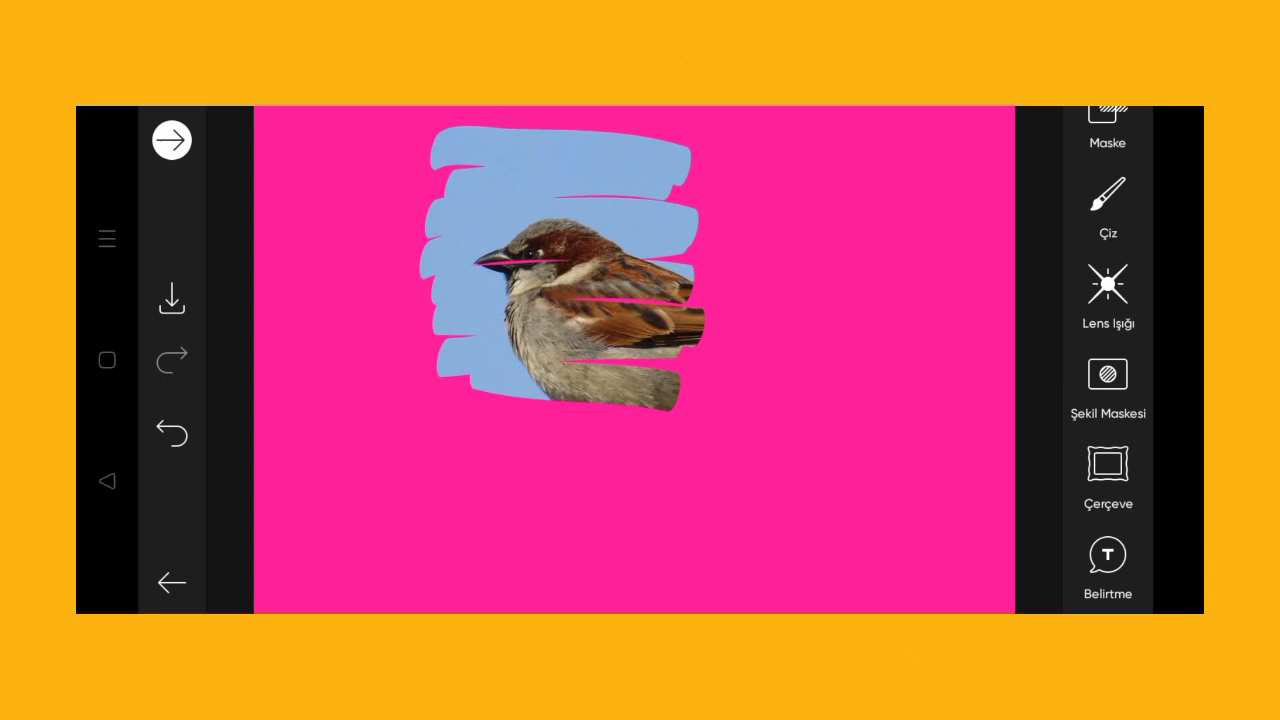 Maske
Çiz
Lens Işığı
Şekil Maskesi
Çerçeve
T
Belirtme